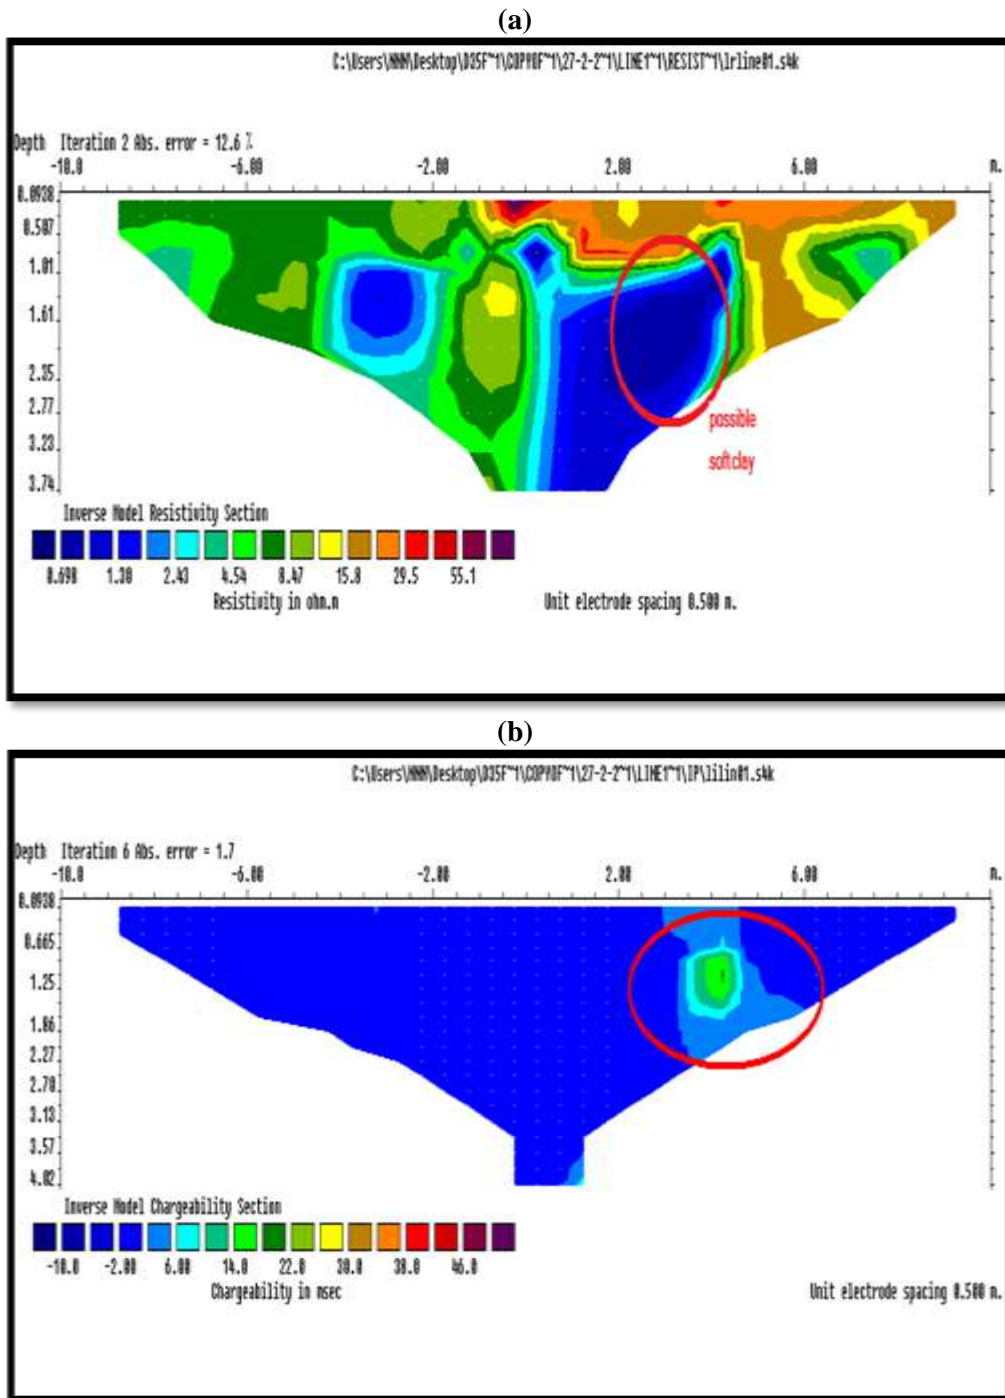 (a)
C:\Users\NNN\Desktop\D35F~1\COPYOF~1\27-2-2~1\LINE1~1\RESIST~1\lrline01.s4k
Depth Iteration 2 Abs. error = 12.6 %
-10.0 -6.00 -2.00 2.00 6.00 m.
0.0938
0.507
1.01
1.61
2.35
2.77
possible
3.23
softclay
3.74
Inverse Model Resistivity Section
0.698 1.30 2.43 4.54 8.47 15.8 29.5 55.1
Resistivity in ohm.m Unit electrode spacing 0.500 m.
(b)
C:\Users\NNN\Desktop\D35F~1\COPYOF~1\27-2-2~1\LINE1~1\IP\lilin01.s4k
Depth Iteration 6 Abs. error = 1.7
-10.0 -6.00 -2.00 2.00 6.00 m.
0.0938
0.665
1.25
1.86
2.27
2.70
3.13
3.57
4.02
Inverse Model Chargeability Section
-10.0 -2.00 6.00 14.0 22.0 30.0 38.0 46.0
Chargeability in msec Unit electrode spacing 0.500 m.